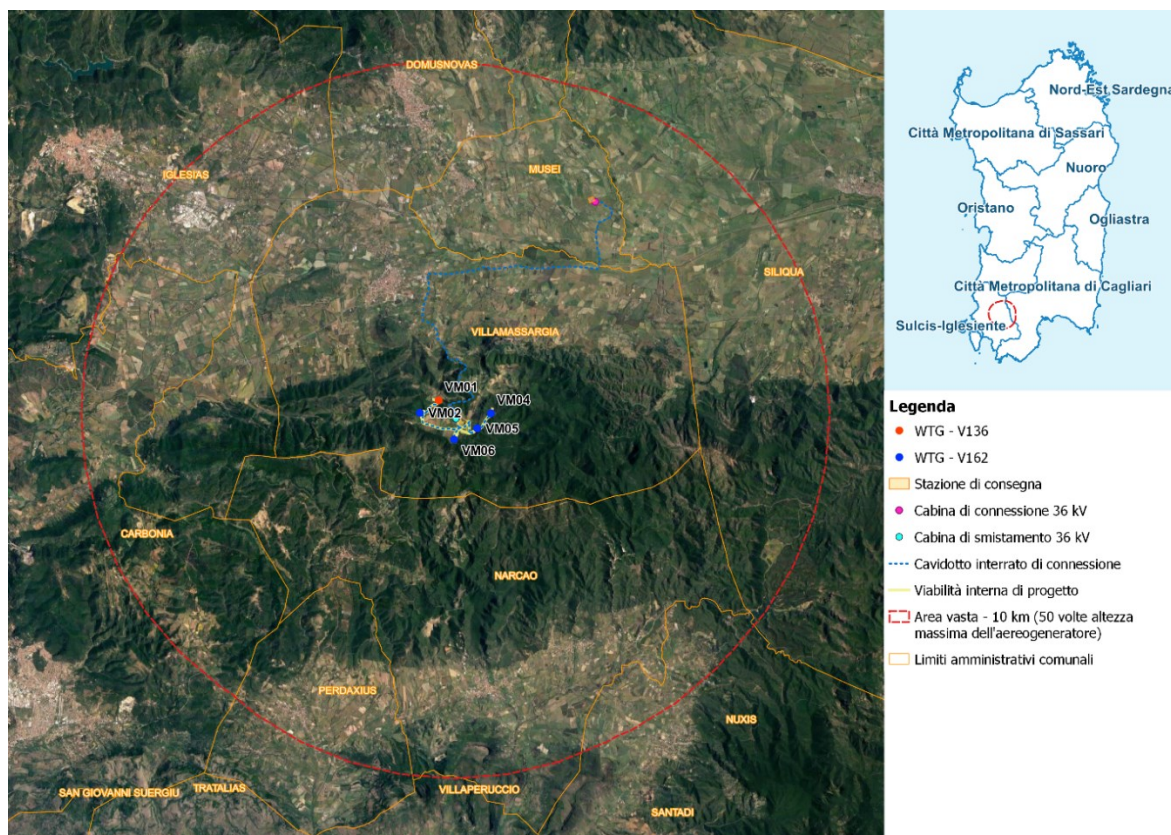 DOMUSNOVAS
IGLESIAS
MUSEI
SILIQUA
VILLAMASSARGIA
VM01
VM02
VM04
VM05
VM06
CARBONIA
NARCAO
PERDAXIUS
NUXIS
SAN GIOVANNI SUERGIU
TRATALIAS
VILLAPERUCCIO
SANTADI
Nord-Est Sardegna
Città Metropolitana di Sassari
Nuoro
Oristano
Ogliastra
Città Metropolitana di Cagliari
Sulcis-Iglesiente
Legenda
WTG - V136
WTG - V162
Stazione di consegna
Cabina di connessione 36 kV
Cabina di smistamento 36 kV
Cavidotto interrato di connessione
Viabilità interna di progetto
Area vasta - 10 km (50 volte altezza
massima dell'aereogeneratore)
Limiti amministrativi comunali